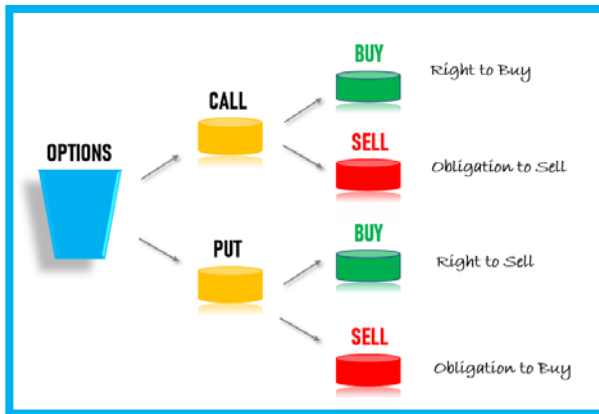 OPTIONS
CALL
BUY
Right to Buy
SELL
Obligation to Sell
PUT
BUY
Right to Sell
SELL
Obligation to Buy